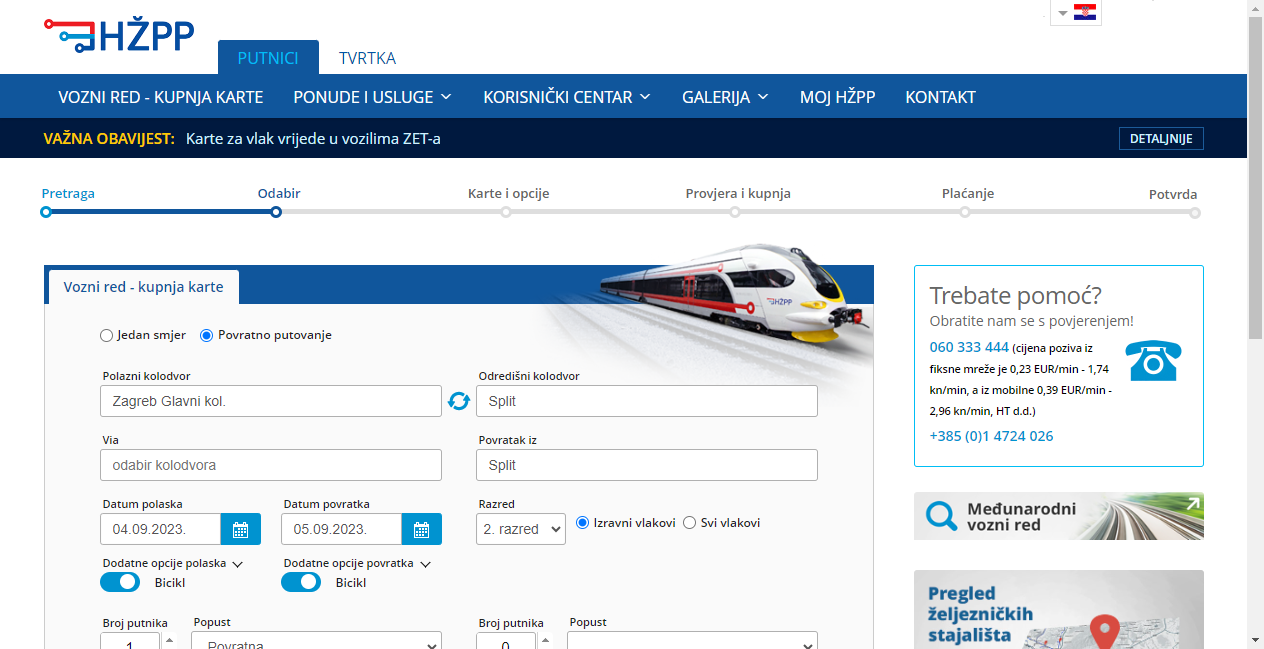 HŽPP
PUTNICI
TVRTKA
VOZNI RED - KUPNJA KARTE
PONUDE I USLUGE
KORISNIČKI CENTAR
GALERIJA
MOJ HŽPP
KONTAKT
VAŽNA OBAVIJEST: Karte za vlak vrijede u vozilima ZET-a
DETALJNIJE
Pretraga
Odabir
Karte i opcije
Provjera i kupnja
Plaćanje
Potvrda
Vozni red - kupnja karte
HŽPP
Jedan smjer
Povratno putovanje
Polazni kolodvor
Odredišni kolodvor
Zagreb Glavni kol.
Split
Via
Povratak iz
odabir kolodvora
Split
Datum polaska
Datum povratka
Razred
04.09.2023.
05.09.2023.
2. razred
Izravni vlakovi
Svi vlakovi
Dodatne opcije polaska
Dodatne opcije povratka
Bicikl
Bicikl
Broj putnika
Popust
Broj putnika
Popust
1
Povratna
0
Trebate pomoć?
Obratite nam se s povjerenjem!
060 333 444 (cijena poziva iz
fiksne mreže je 0,23 EUR/min - 1,74
kn/min, a iz mobilne 0,39 EUR/min -
2,96 kn/min, HT d.d.)
+385 (0)1 4724 026
Međunarodni
vozni red
Pregled
željezničkih
stajališta